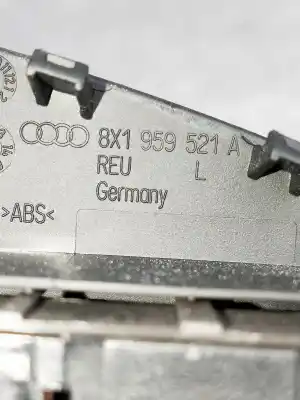 8X1 959 521 A
REU L
Germany
>ABS<